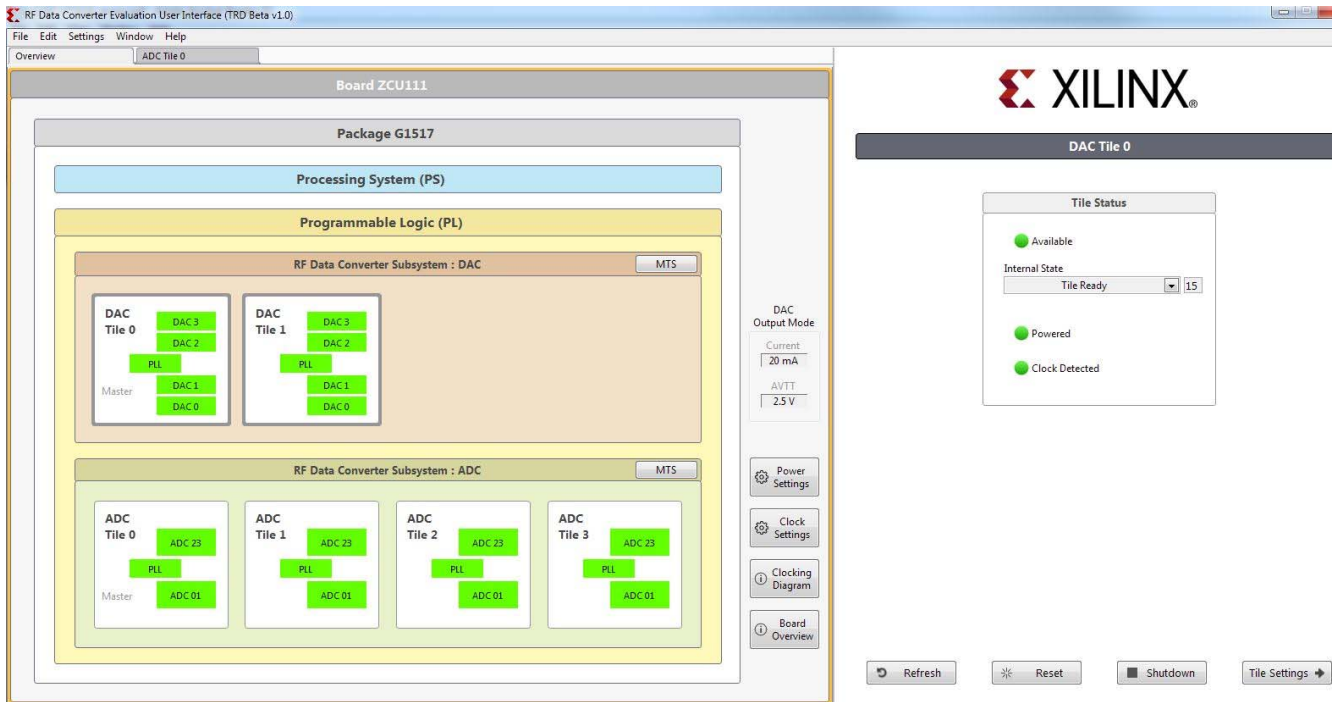 RF Data Converter Evaluation User Interface (TRD Beta v1.0)
File Edit Settings Window Help
Overview
ADC Tile 0
Board ZCU111
Package G1517
Processing System (PS)
Programmable Logic (PL)
RF Data Converter Subsystem : DAC
MTS
DAC
Tile 0
DAC 3
DAC 2
PLL
Master
DAC 1
DAC 0
DAC
Tile 1
DAC 3
DAC 2
PLL
DAC 1
DAC 0
RF Data Converter Subsystem : ADC
MTS
ADC
Tile 0
ADC 23
PLL
Master
ADC 01
ADC
Tile 1
ADC 23
PLL
ADC 01
ADC
Tile 2
ADC 23
PLL
ADC 01
ADC
Tile 3
ADC 23
PLL
ADC 01
DAC
Output Mode
Current
20 mA
AVTT
2.5 V
Power
Settings
Clock
Settings
Clocking
Diagram
Board
Overview
XILINX®
DAC Tile 0
Tile Status
Available
Internal State
Tile Ready
15
Powered
Clock Detected
Refresh
Reset
Shutdown
Tile Settings